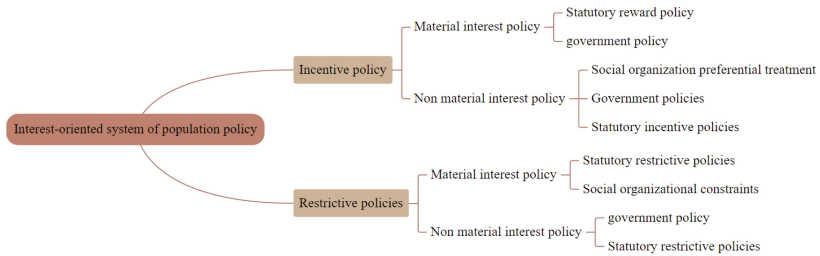 Interest-oriented system of population policy
Incentive policy
Material interest policy
Statutory reward policy
government policy
Non material interest policy
Social organization preferential treatment
Government policies
Statutory incentive policies
Restrictive policies
Material interest policy
Statutory restrictive policies
Social organizational constraints
Non material interest policy
government policy
Statutory restrictive policies